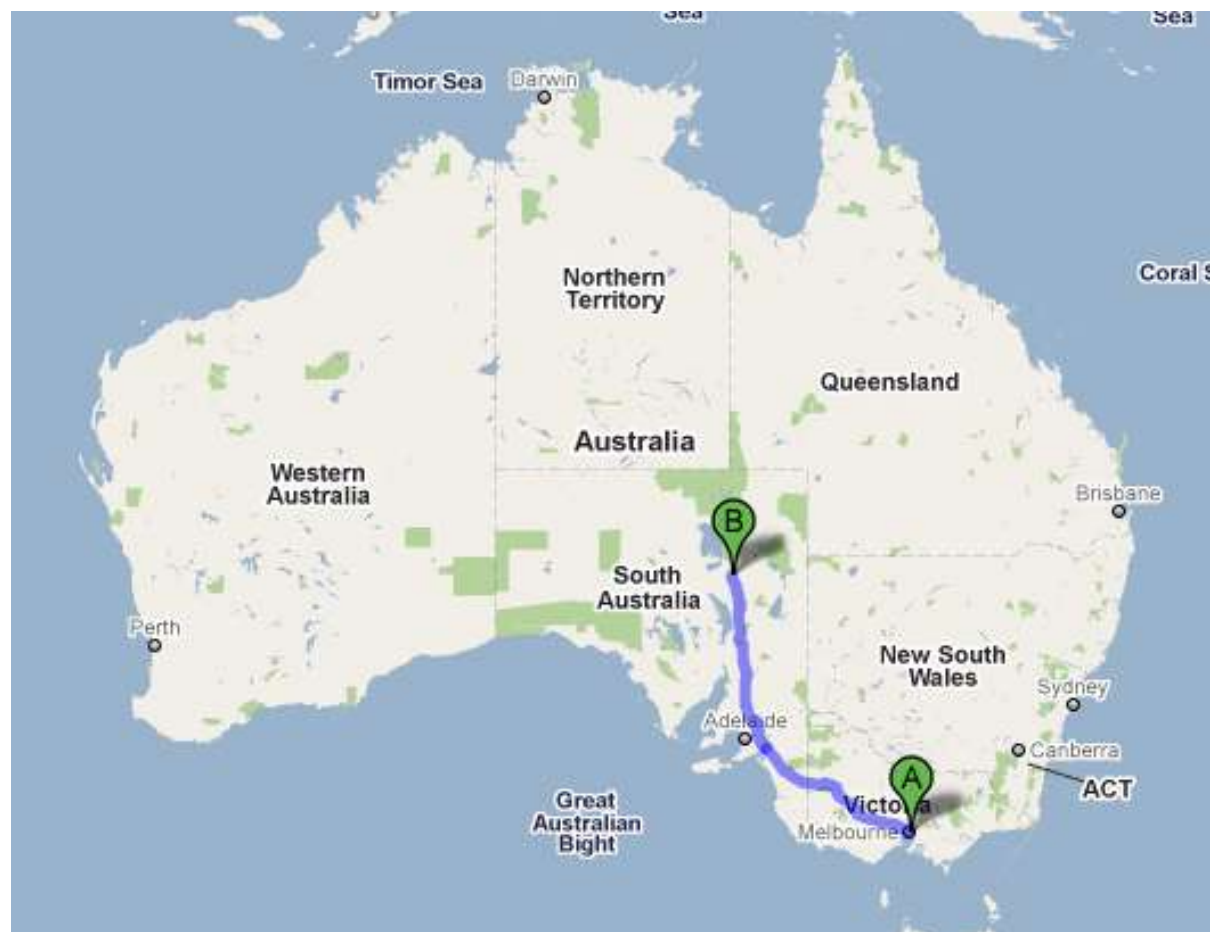 Sea
Sea
Timor Sea
Darwin
Northern
Territory
Coral S
Queensland
Australia
Western
Australia
Brisbane
B
South
Australia
Perth
New South
Wales
Sydney
Adelaide
Canberra
A
ACT
Victoria
Great
Australian
Bight
Melbourne